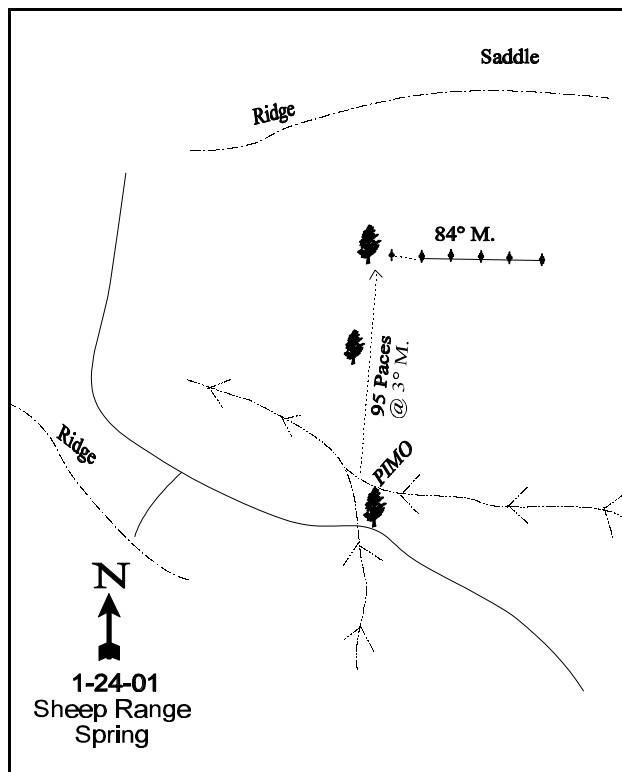 Saddle
Ridge
84° M.
95 Paces
@ 3° M.
PIMO
Ridge
N
1-24-01
Sheep Range
Spring